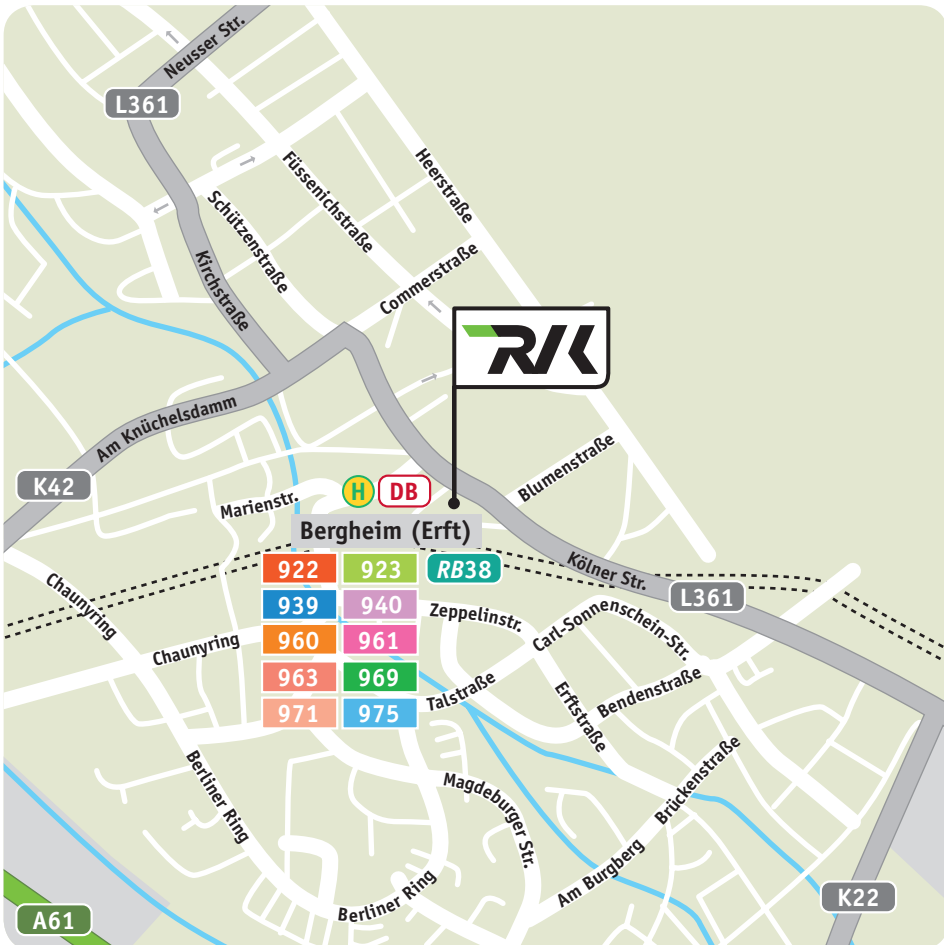 Neusser Str.
L361
Heerstraße
Füssenichstraße
Schützenstraße
Commerstraße
Kirchstraße
RVK
Am Knüchelsdamm
K42
Marienstr.
H DB
Blumenstraße
Bergheim (Erft)
922 923 RB38
939 940
960 961
963 969
971 975
Kölner Str.
L361
Chaunyring
Chaunyring
Zeppelinstr.
Carl-Sonnenschein-Str.
Talstraße
Erftstraße
Bendenstraße
Berliner Ring
Magdeburger Str.
Brückenstraße
Am Burgberg
Berliner Ring
K22
A61